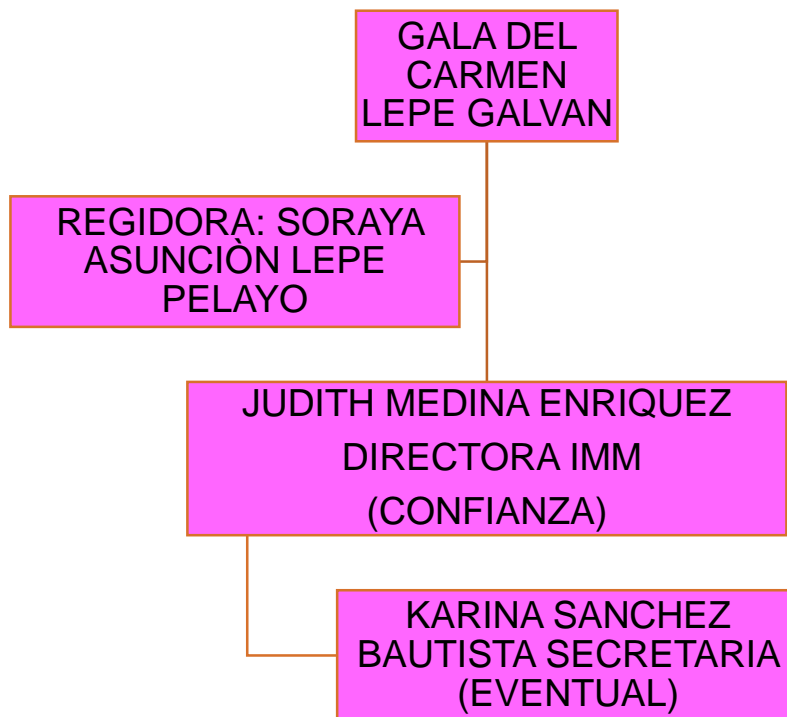 GALA DEL
CARMEN
LEPE GALVAN
REGIDORA: SORAYA
ASUNCIÒN LEPE
PELAYO
JUDITH MEDINA ENRIQUEZ
DIRECTORA IMM
(CONFIANZA)
KARINA SANCHEZ
BAUTISTA SECRETARIA
(EVENTUAL)